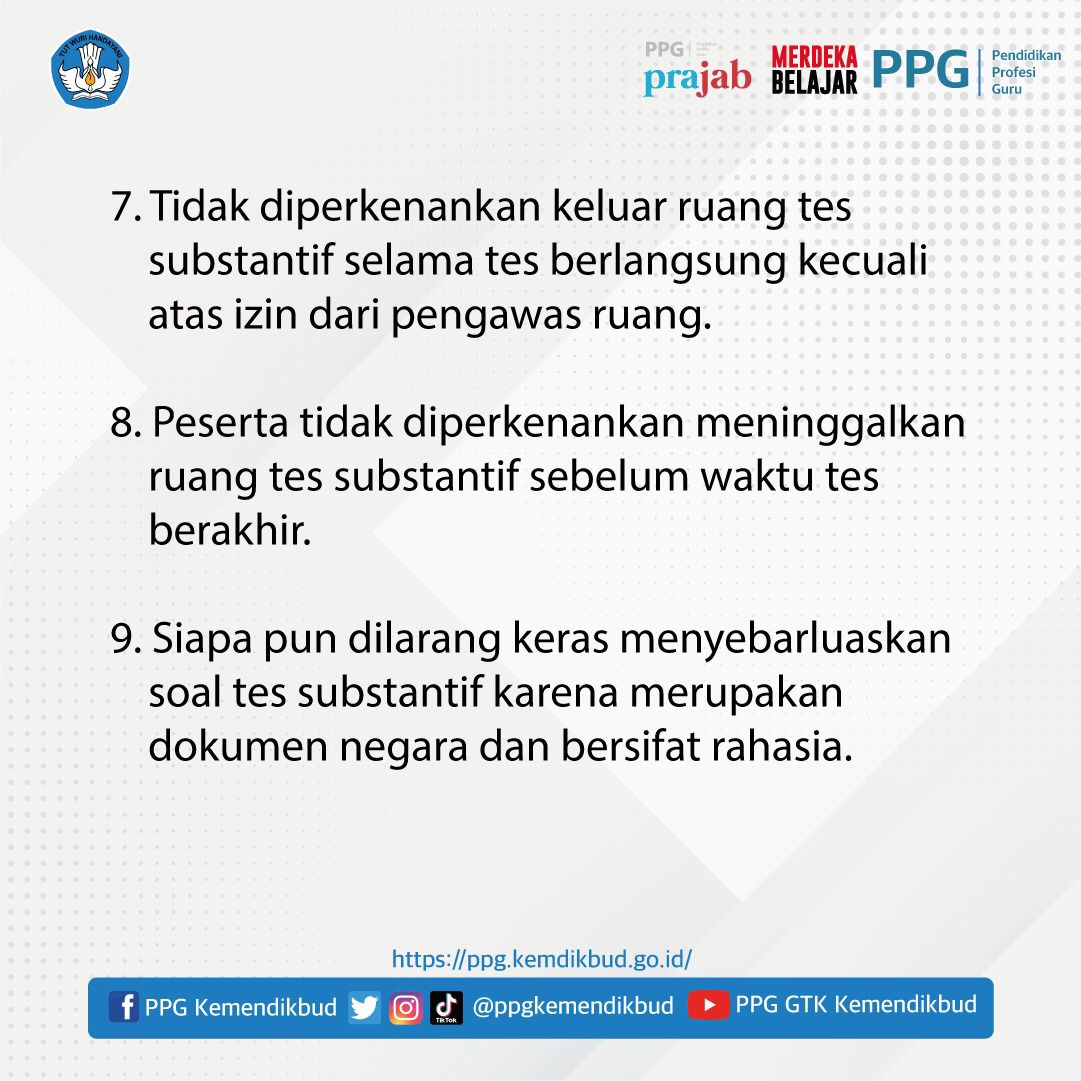 TUT WURI HANDAYANI
PPG
prajab
MERDEKA
BELAJAR
PPG
Pendidikan
Profesi
Guru
7. Tidak diperkenankan keluar ruang tes
substantif selama tes berlangsung kecuali
atas izin dari pengawas ruang.
8. Peserta tidak diperkenankan meninggalkan
ruang tes substantif sebelum waktu tes
berakhir.
9. Siapa pun dilarang keras menyebarluaskan
soal tes substantif karena merupakan
dokumen negara dan bersifat rahasia.
https://ppg.kemdikbud.go.id/
PPG Kemendikbud
TikTok
@ppgkemendikbud
PPG GTK Kemendikbud